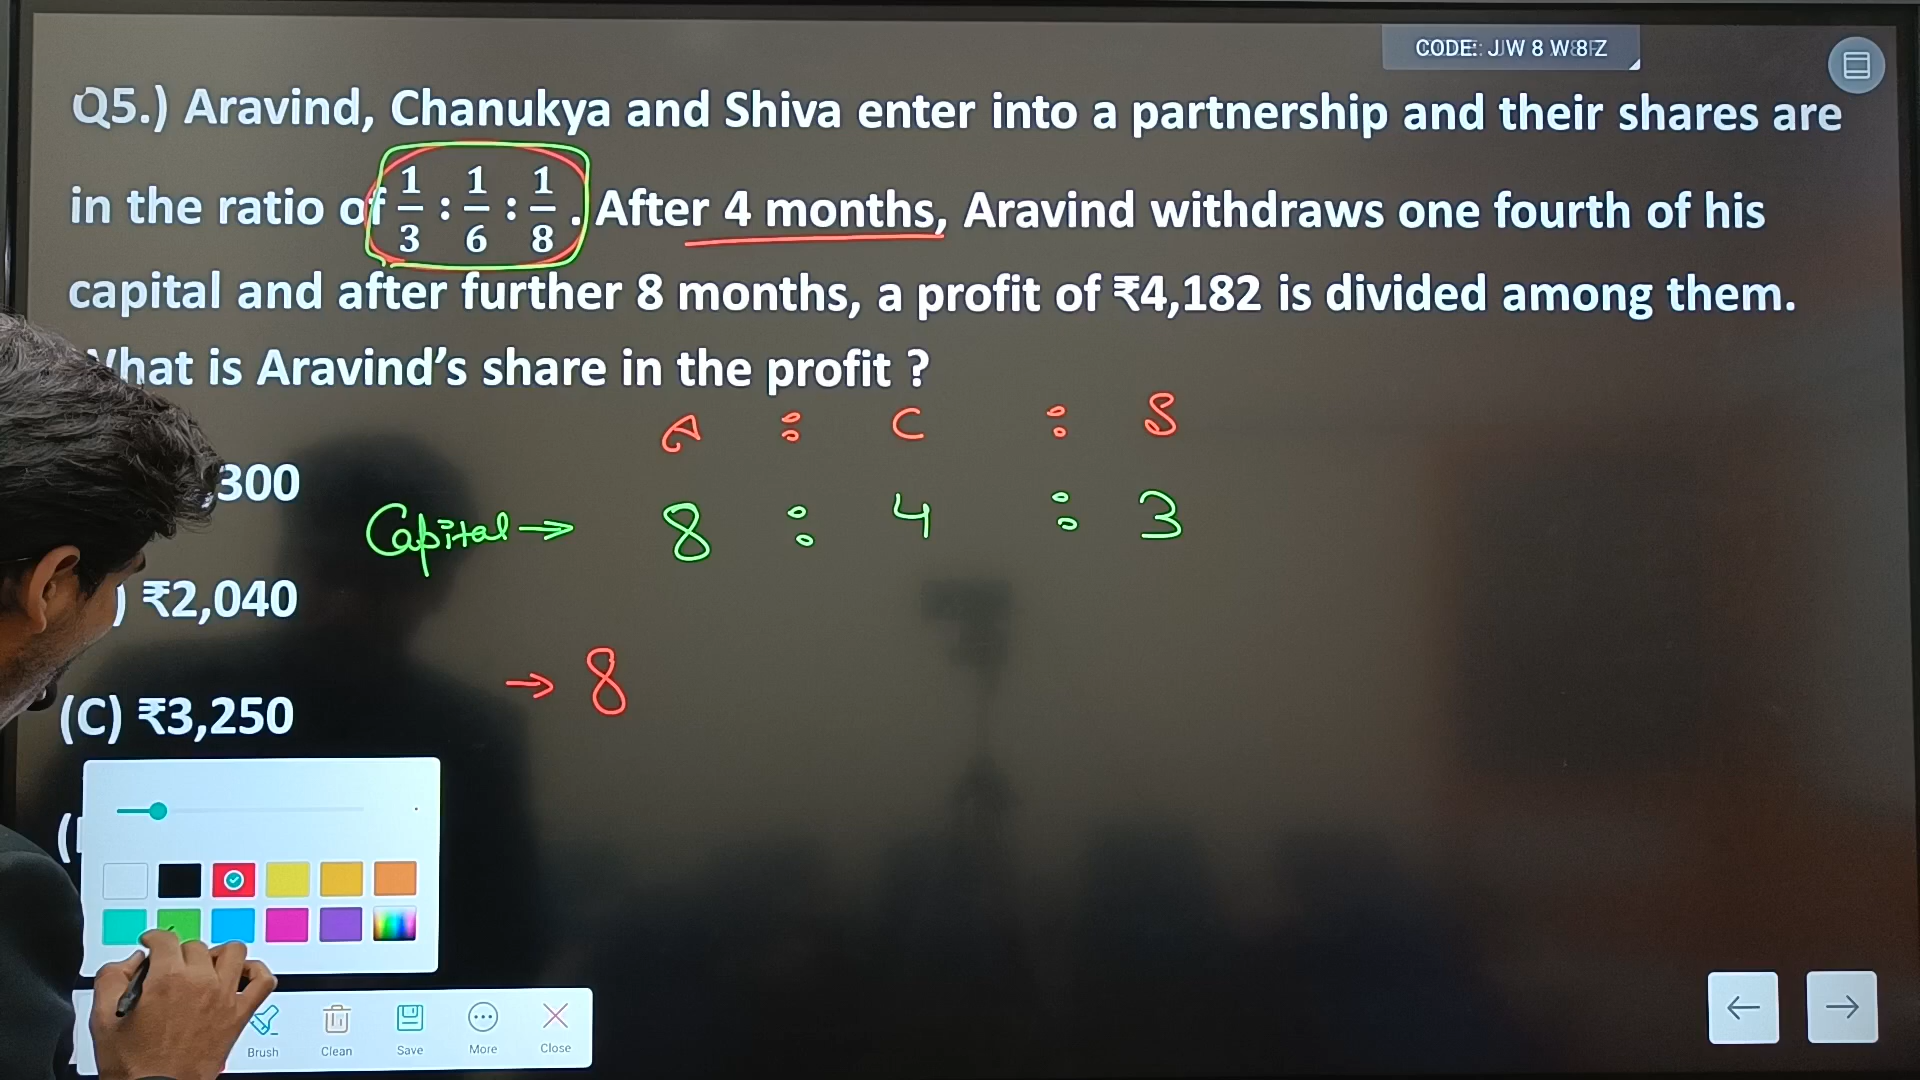 CODE: JW 8 W 8 Z
Q5.) Aravind, Chanukya and Shiva enter into a partnership and their shares are
in the ratio of 1/3 : 1/6 : 1/8 . After 4 months, Aravind withdraws one fourth of his
capital and after further 8 months, a profit of ₹4,182 is divided among them.
What is Aravind’s share in the profit ?
A : C : S
300
Capital → 8 : 4 : 3
) ₹2,040
→ 8
(C) ₹3,250
(
Brush Clean Save More Close